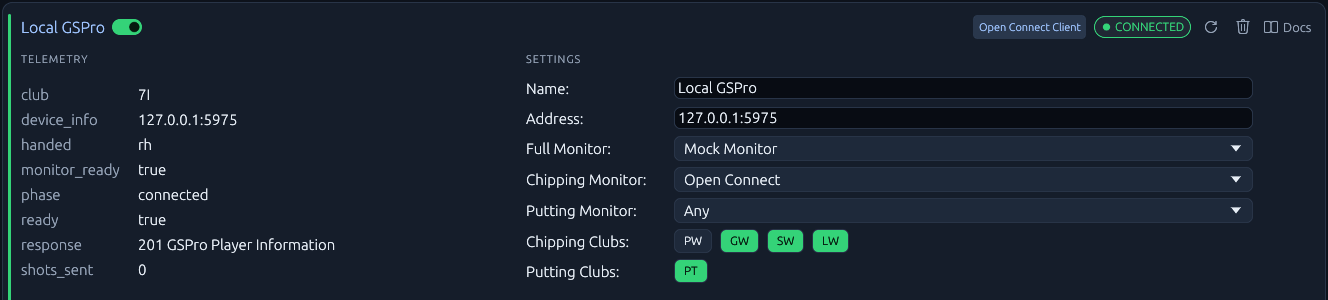 Local GSPro
Open Connect Client
CONNECTED
Docs
TELEMETRY
club 7I
device_info 127.0.0.1:5975
handed rh
monitor_ready true
phase connected
ready true
response 201 GSPro Player Information
shots_sent 0
SETTINGS
Name: Local GSPro
Address: 127.0.0.1:5975
Full Monitor: Mock Monitor
Chipping Monitor: Open Connect
Putting Monitor: Any
Chipping Clubs: PW GW SW LW
Putting Clubs: PT